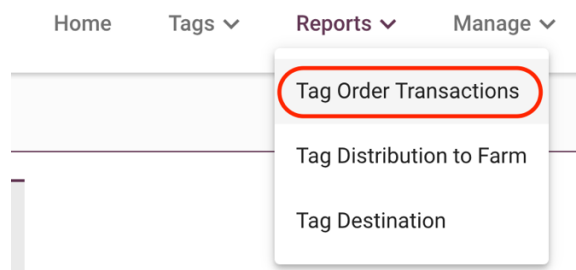 Home Tags Reports Manage
Tag Order Transactions
Tag Distribution to Farm
Tag Destination